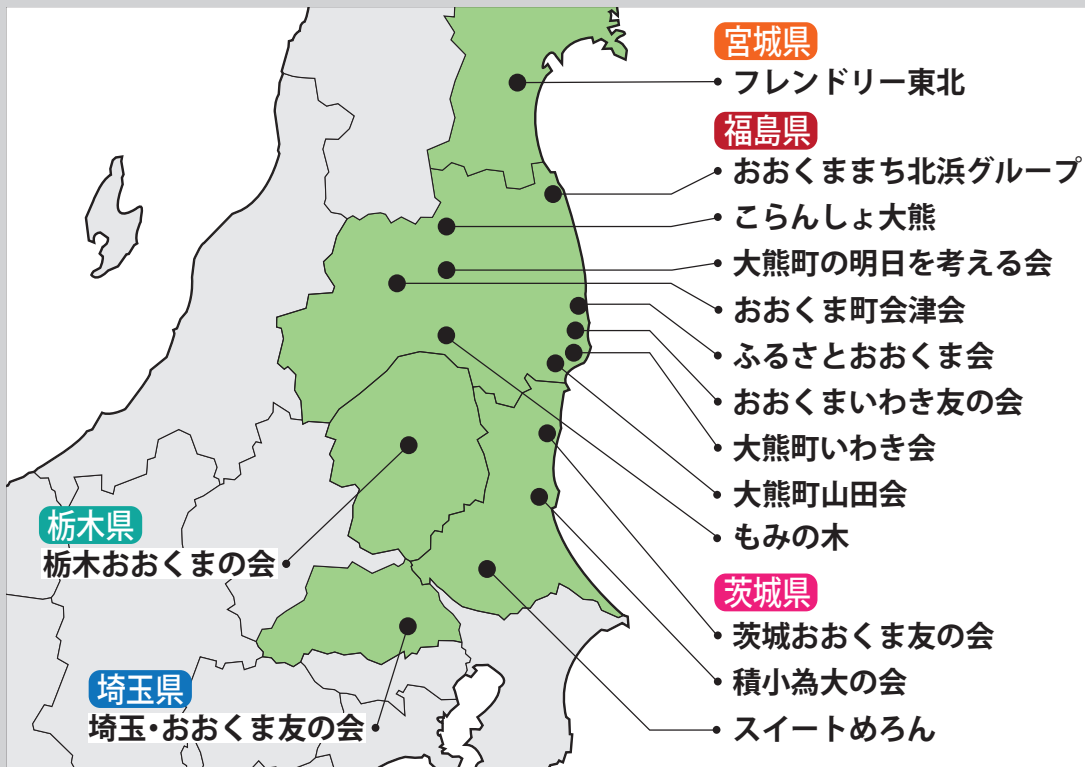 宮城県
フレンドリー東北
福島県
おおくままち北浜グループ
こらんしょ大熊
大熊町の明日を考える会
おおくま町会津会
ふるさとおおくま会
おおくまいわき友の会
大熊町いわき会
大熊町山田会
もみの木
茨城県
茨城おおくま友の会
積小為大の会
スイートめろん
栃木県
栃木おおくまの会
埼玉県
埼玉・おおくま友の会